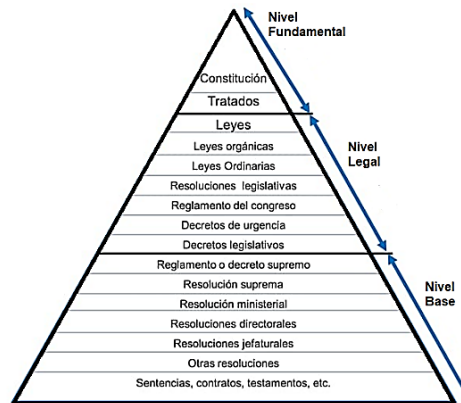 Nivel
Fundamental
Constitución
Tratados
Leyes
Leyes orgánicas
Leyes Ordinarias
Resoluciones legislativas
Reglamento del congreso
Decretos de urgencia
Decretos legislativos
Nivel
Legal
Reglamento o decreto supremo
Resolución suprema
Resolución ministerial
Resoluciones directorales
Resoluciones jefaturales
Otras resoluciones
Sentencias, contratos, testamentos, etc.
Nivel
Base